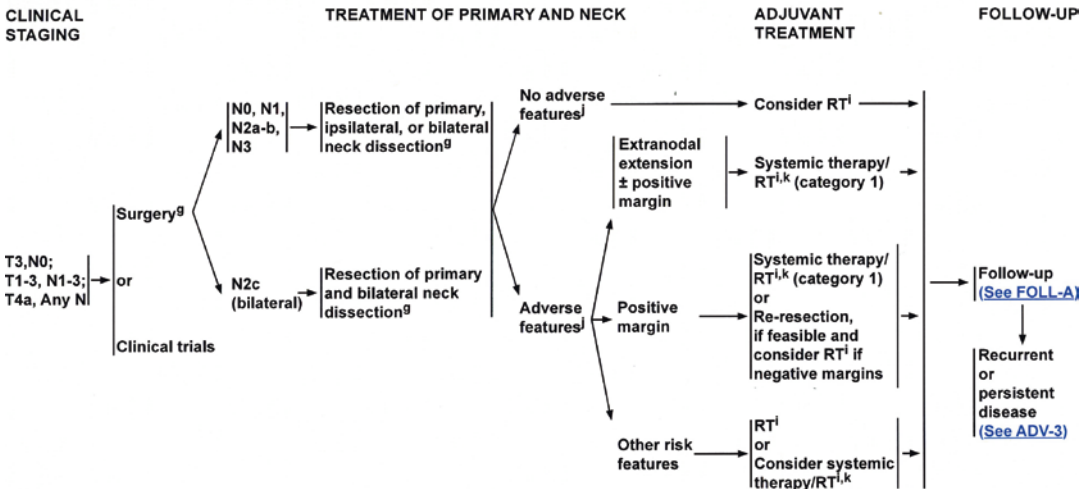 CLINICAL
STAGING
TREATMENT OF PRIMARY AND NECK
ADJUVANT
TREATMENT
FOLLOW-UP
T3,N0;
T1-3, N1-3;
T4a, Any N
Surgeryᵍ
or
Clinical trials
N0, N1,
N2a-b,
N3
Resection of primary,
ipsilateral, or bilateral
neck dissectionᵍ
N2c
(bilateral)
Resection of primary
and bilateral neck
dissectionᵍ
No adverse
featuresʲ
Adverse
featuresʲ
Extranodal
extension
± positive
margin
Positive
margin
Other risk
features
Consider RTⁱ
Systemic therapy/
RTⁱ,ᵏ (category 1)
Systemic therapy/
RTⁱ,ᵏ (category 1)
or
Re-resection,
if feasible and
consider RTⁱ if
negative margins
RTⁱ
or
Consider systemic
therapy/RTⁱ,ᵏ
Follow-up
(See FOLL-A)
Recurrent
or
persistent
disease
(See ADV-3)